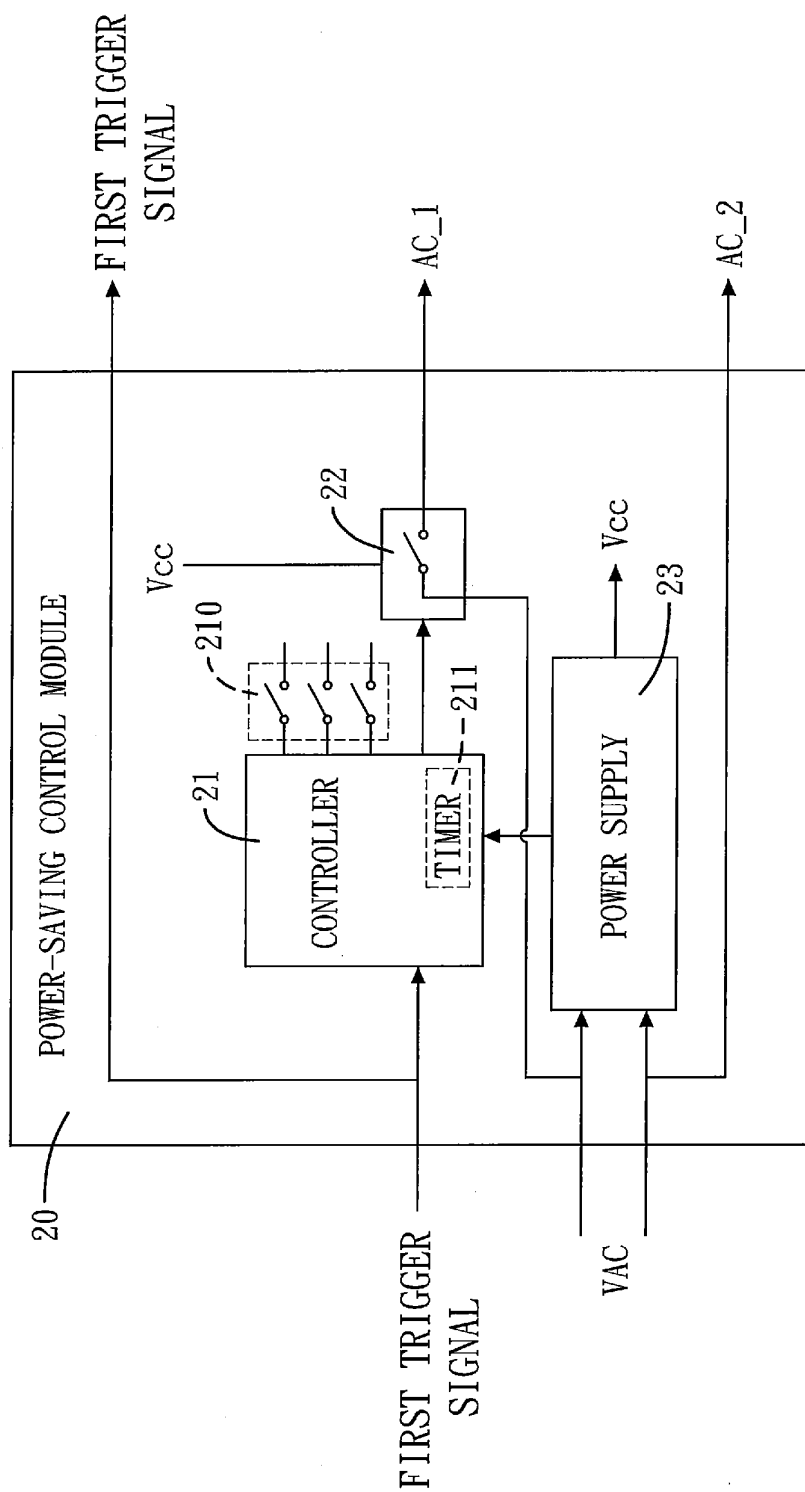 POWER-SAVING CONTROL MODULE
20
FIRST TRIGGER
SIGNAL
FIRST TRIGGER
SIGNAL
21
CONTROLLER
TIMER
210
211
Vcc
22
AC_1
VAC
POWER SUPPLY
23
Vcc
AC_2